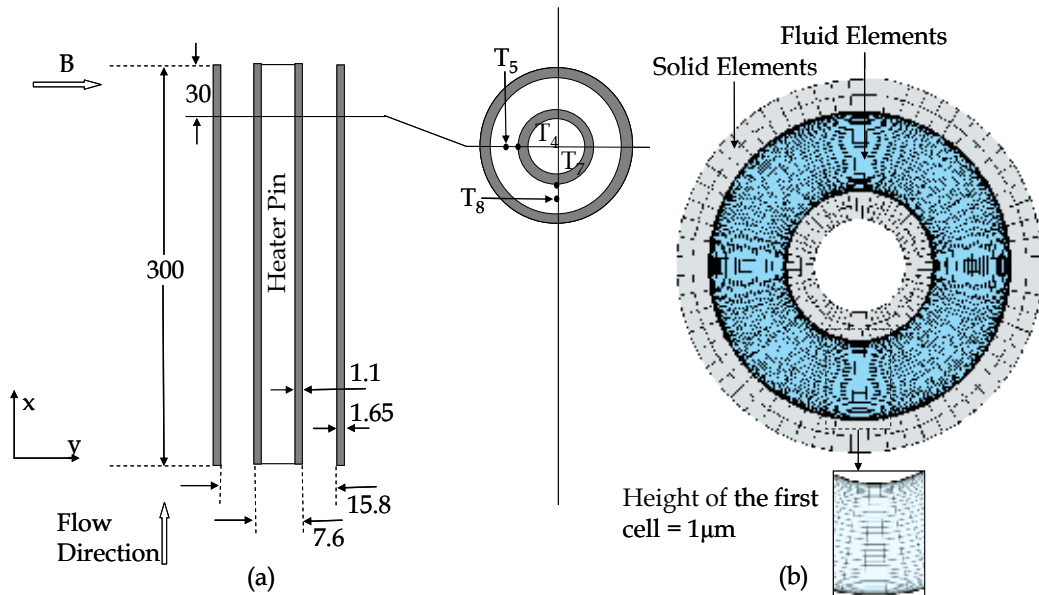 B
30
300
Heater Pin
1.1
1.65
15.8
7.6
x
y
Flow
Direction
(a)
T5
T4
T7
T8
Fluid Elements
Solid Elements
Height of the first
cell = 1µm
(b)